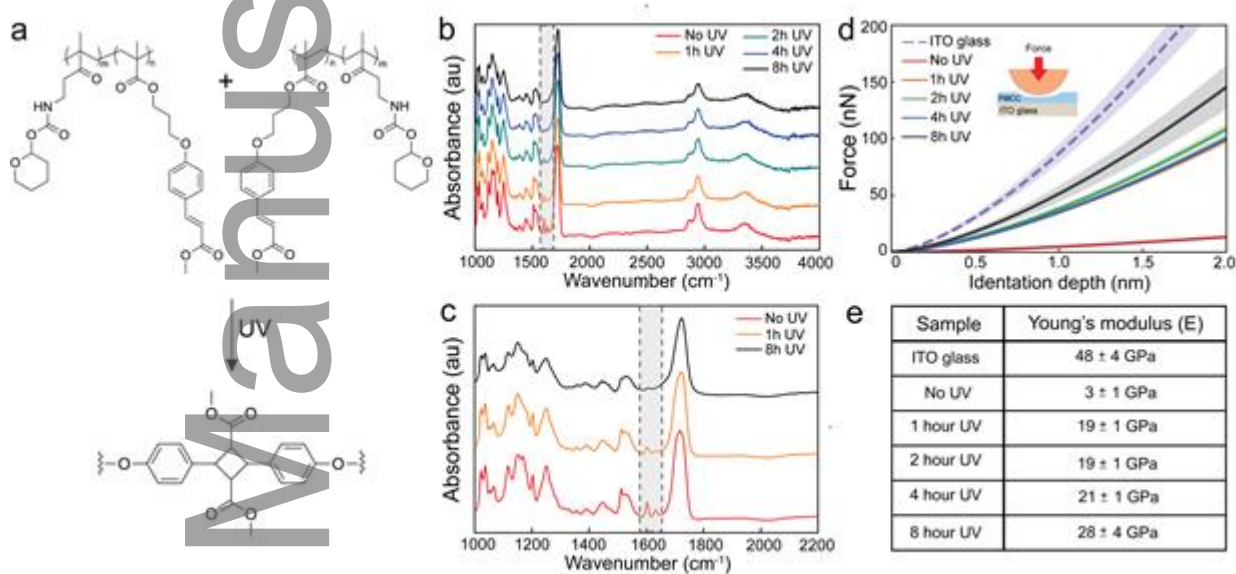 a
Manus
m
n
m
n
O
O
O
O
HN
O
O
O
O
+
O
O
NH
O
O
O
O
O
O
O
O
UV
O
O
O
O
O
O
b
No UV
1h UV
2h UV
4h UV
8h UV
Absorbance (au)
1000 1500 2000 2500 3000 3500 4000
Wavenumber (cm⁻¹)
c
No UV
1h UV
8h UV
Absorbance (au)
1000 1200 1400 1600 1800 2000 2200
Wavenumber (cm⁻¹)
d
200
150
100
50
0
Force (nN)
ITO glass
No UV
1h UV
2h UV
4h UV
8h UV
Force
PMCC
ITO glass
0 0.5 1.0 1.5 2.0
Identation depth (nm)
e
Sample Young's modulus (E)
ITO glass 48 ± 4 GPa
No UV 3 ± 1 GPa
1 hour UV 19 ± 1 GPa
2 hour UV 19 ± 1 GPa
4 hour UV 21 ± 1 GPa
8 hour UV 28 ± 4 GPa